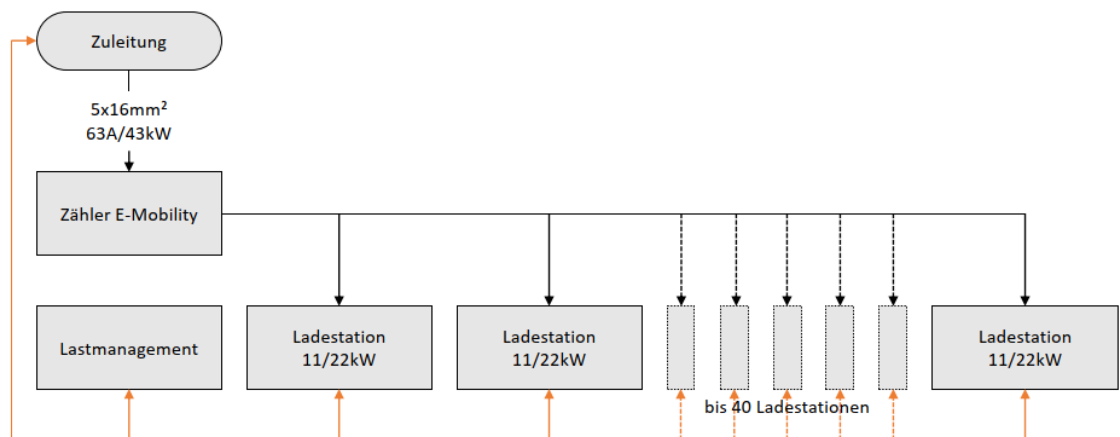 Zuleitung
5x16mm²
63A/43kW
Zähler E-Mobility
Lastmanagement
Ladestation
11/22kW
Ladestation
11/22kW
Ladestation
11/22kW
bis 40 Ladestationen